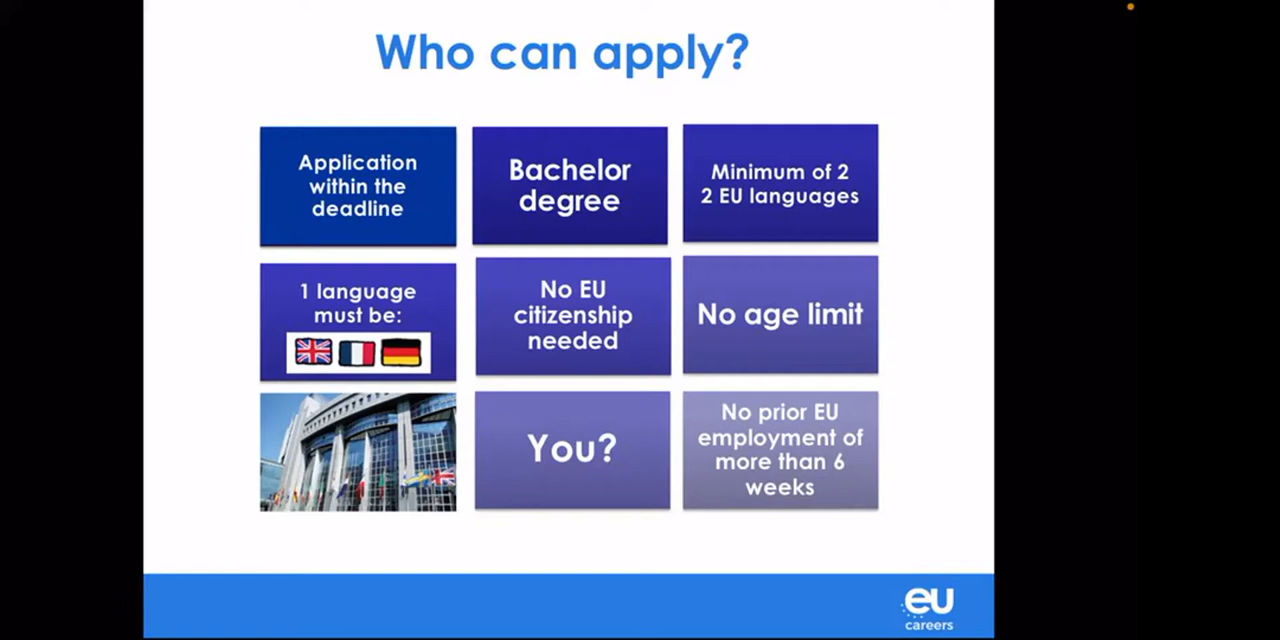 Who can apply?
Application
within the
deadline
Bachelor
degree
Minimum of 2
2 EU languages
1 language
must be:
No EU
citizenship
needed
No age limit
You?
No prior EU
employment of
more than 6
weeks
eu
careers